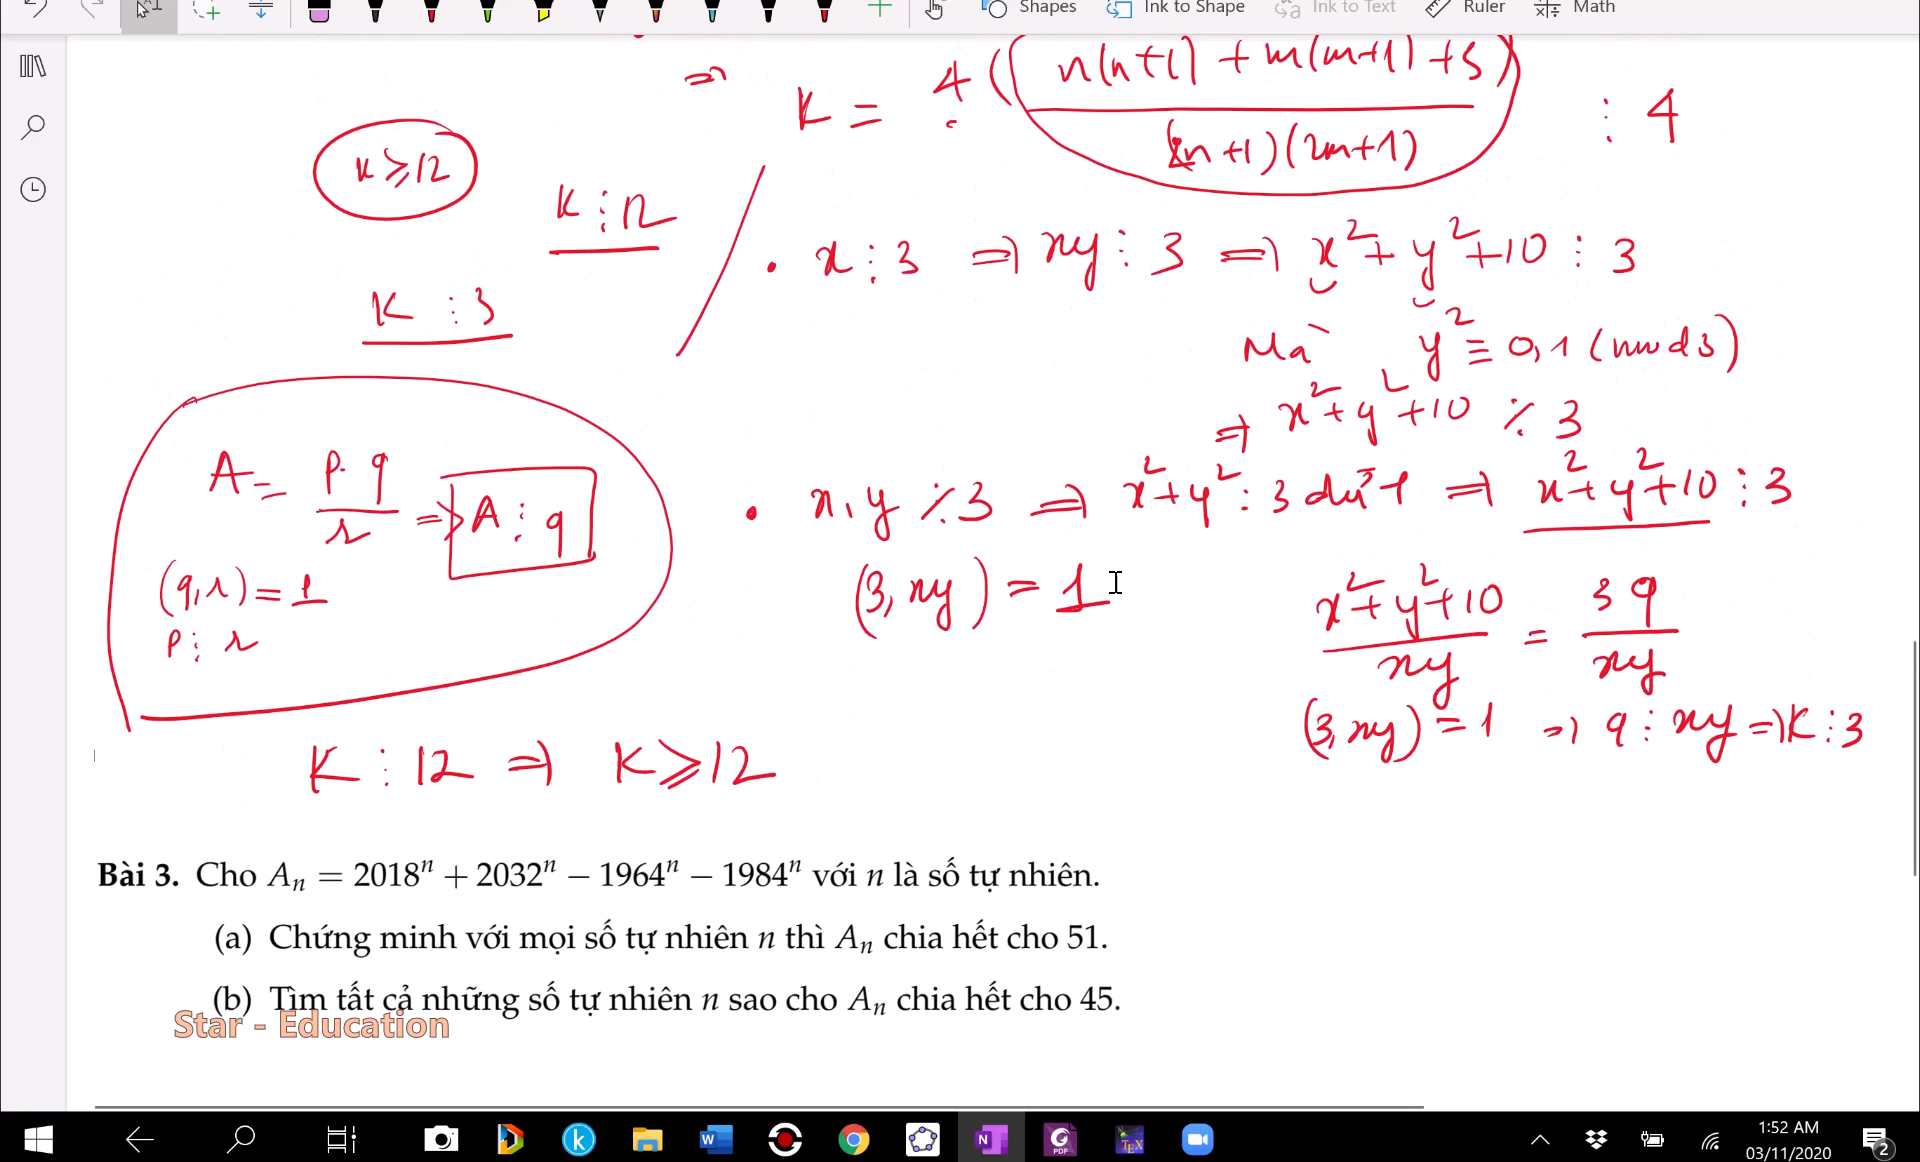 Shapes Ink to Shape Ink to Text Ruler Math
⇒ K = 4 ( (n(n+1) + m(m+1) + 3) / ((2n+1)(2m+1)) ) ⋮ 4
K ⩾ 12
K ⋮ 12
• x ⋮ 3 ⇒ xy ⋮ 3 ⇒ x² + y² + 10 ⋮ 3
K ⋮ 3
Mà y² ≡ 0, 1 (mod 3)
⇒ x² + y² + 10 ⋮̸ 3
A = p.q / r ⇒ A ⋮ q
(q, r) = 1
p ⋮ r
• x, y ⋮̸ 3 ⇒ x² + y² : 3 dư 1 ⇒ x² + y² + 10 ⋮ 3
(3, xy) = 1
(x² + y² + 10) / xy = 3q / xy
(3, xy) = 1 ⇒ q ⋮ xy ⇒ K ⋮ 3
K ⋮ 12 ⇒ K ⩾ 12
Bài 3. Cho Aₙ = 2018ⁿ + 2032ⁿ − 1964ⁿ − 1984ⁿ với n là số tự nhiên.
(a) Chứng minh với mọi số tự nhiên n thì Aₙ chia hết cho 51.
(b) Tìm tất cả những số tự nhiên n sao cho Aₙ chia hết cho 45.
Star - Education
1:52 AM
03/11/2020
2